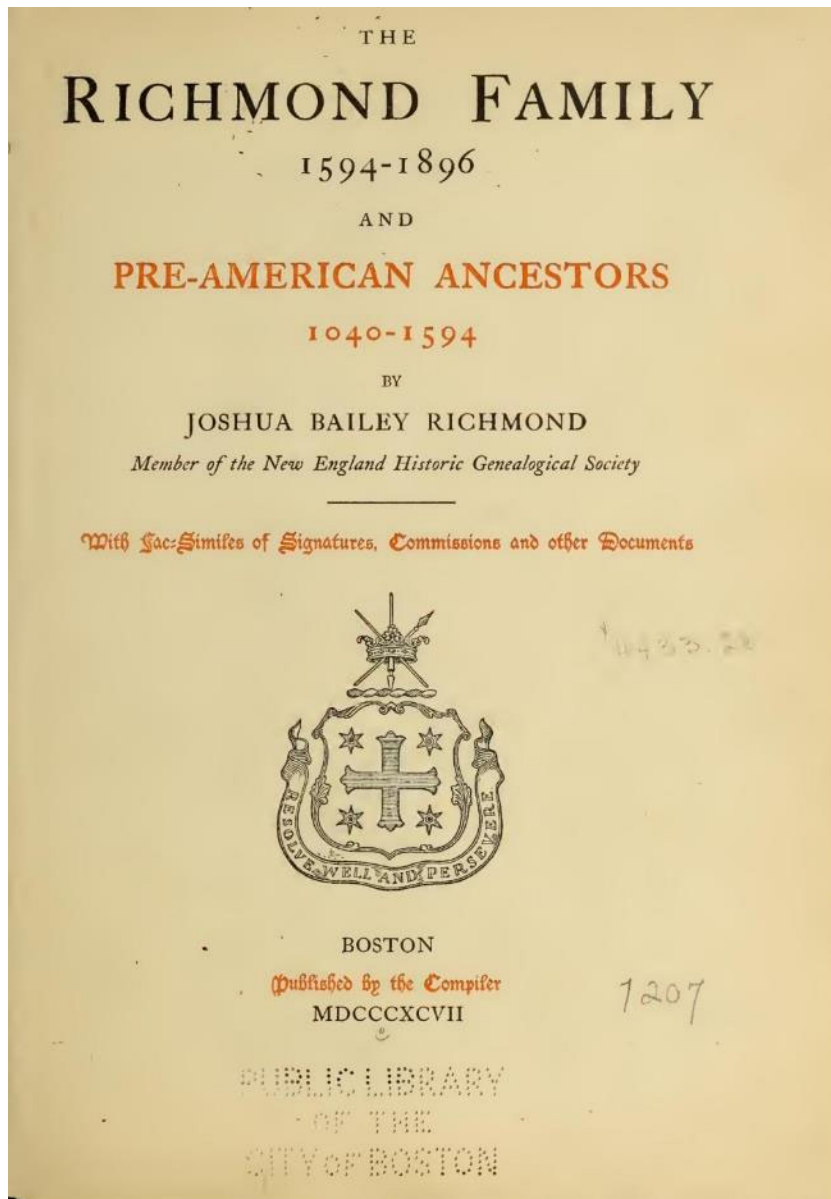 THE
RICHMOND FAMILY
1594-1896
AND
PRE-AMERICAN ANCESTORS
1040-1594
BY
JOSHUA BAILEY RICHMOND
Member of the New England Historic Genealogical Society
With Fac-Similes of Signatures, Commissions and other Documents
RESOLVE WELL AND PERSEVERE
BOSTON
Published by the Compiler
MDCCCXCVII
1207
PUBLIC LIBRARY
OF THE
CITY OF BOSTON